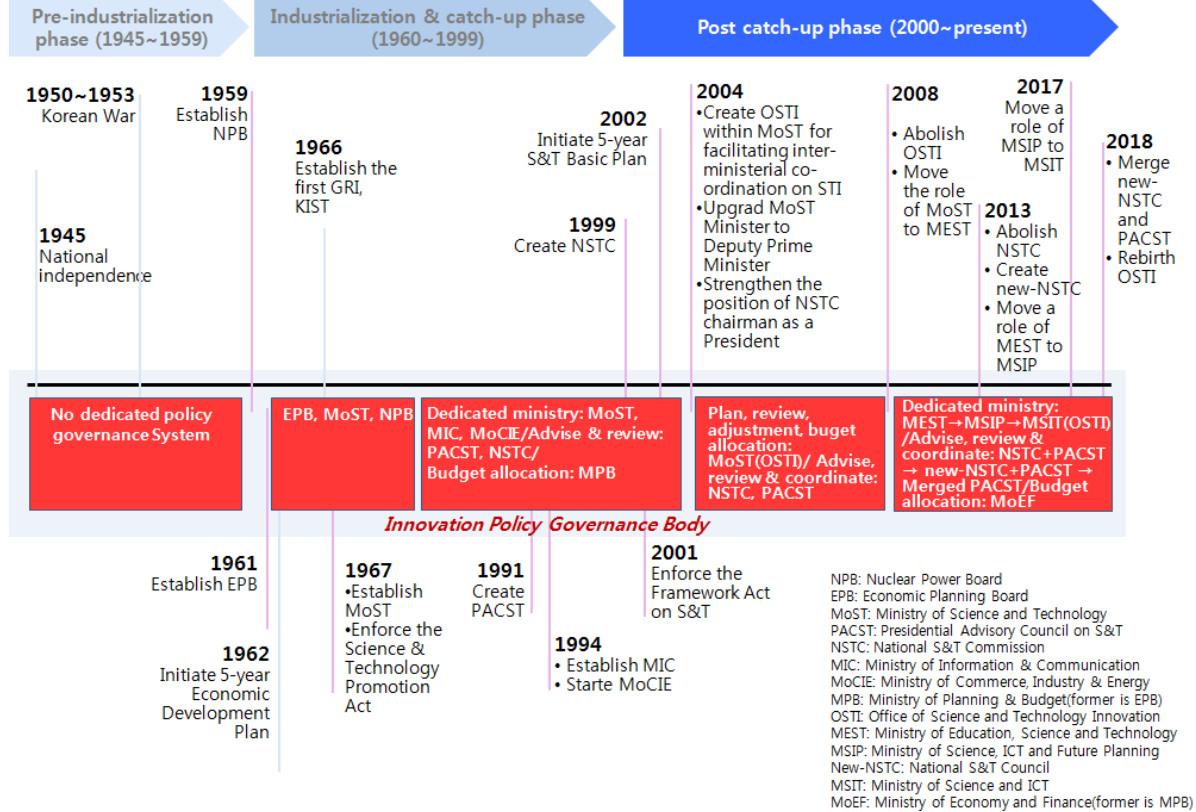 Pre-industrialization
phase (1945~1959)
Industrialization & catch-up phase
(1960~1999)
Post catch-up phase (2000~present)
1950~1953
Korean War
1945
National
independence
1959
Establish
NPB
1966
Establish the
first GRI,
KIST
1999
Create NSTC
2002
Initiate 5-year
S&T Basic Plan
2004
•Create OSTI
within MoST for
facilitating inter-
ministerial co-
ordination on STI
•Upgrad MoST
Minister to
Deputy Prime
Minister
•Strengthen the
position of NSTC
chairman as a
President
2008
• Abolish
OSTI
• Move
the role
of MoST
to MEST
2013
• Abolish
NSTC
• Create
new-NSTC
• Move a
role of
MEST to
MSIP
2017
Move a
role of
MSIP to
MSIT
2018
• Merge
new-
NSTC
and
PACST
• Rebirth
OSTI
No dedicated policy
governance System
EPB, MoST, NPB
Dedicated ministry: MoST,
MIC, MoCIE/Advise & review:
PACST, NSTC/
Budget allocation: MPB
Plan, review,
adjustment, buget
allocation:
MoST(OSTI)/ Advise,
review & coordinate:
NSTC, PACST
Dedicated ministry:
MEST→MSIP→MSIT(OSTI)
/Advise, review &
coordinate: NSTC+PACST
→ new-NSTC+PACST →
Merged PACST/Budget
allocation: MoEF
Innovation Policy Governance Body
1961
Establish EPB
1962
Initiate 5-year
Economic
Development
Plan
1967
•Establish
MoST
•Enforce the
Science &
Technology
Promotion
Act
1991
Create
PACST
1994
• Establish MIC
• Starte MoCIE
2001
Enforce the
Framework Act
on S&T
NPB: Nuclear Power Board
EPB: Economic Planning Board
MoST: Ministry of Science and Technology
PACST: Presidential Advisory Council on S&T
NSTC: National S&T Commission
MIC: Ministry of Information & Communication
MoCIE: Ministry of Commerce, Industry & Energy
MPB: Ministry of Planning & Budget(former is EPB)
OSTI: Office of Science and Technology Innovation
MEST: Ministry of Education, Science and Technology
MSIP: Ministry of Science, ICT and Future Planning
New-NSTC: National S&T Council
MSIT: Ministry of Science and ICT
MoEF: Ministry of Economy and Finance(former is MPB)